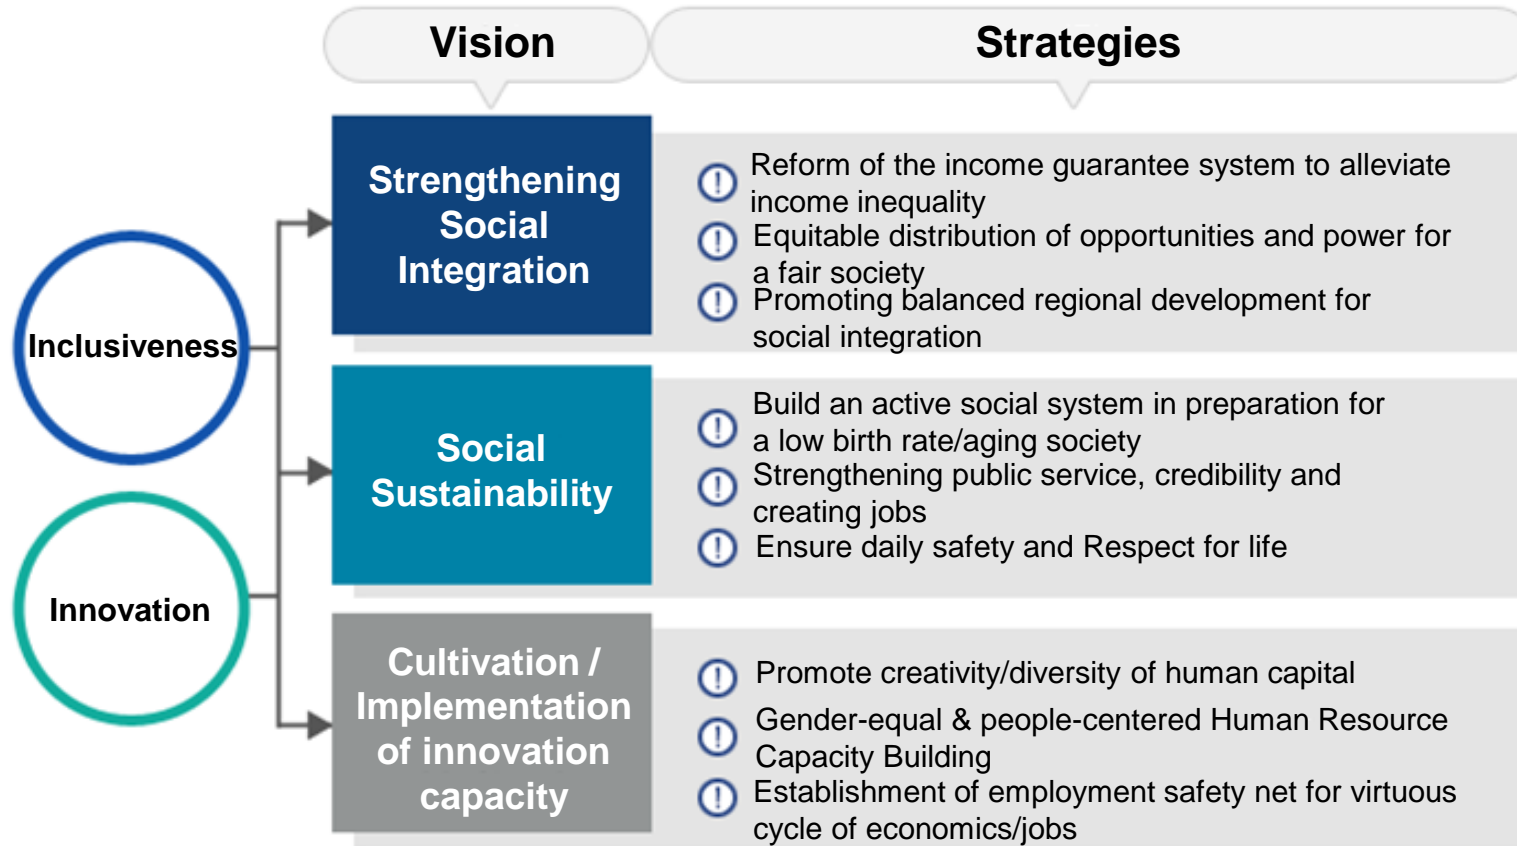 Vision
Strategies
Inclusiveness
Innovation
Strengthening
Social
Integration
Reform of the income guarantee system to alleviate
income inequality
Equitable distribution of opportunities and power for
a fair society
Promoting balanced regional development for
social integration
Social
Sustainability
Build an active social system in preparation for
a low birth rate/aging society
Strengthening public service, credibility and
creating jobs
Ensure daily safety and Respect for life
Cultivation /
Implementation
of innovation
capacity
Promote creativity/diversity of human capital
Gender-equal & people-centered Human Resource
Capacity Building
Establishment of employment safety net for virtuous
cycle of economics/jobs